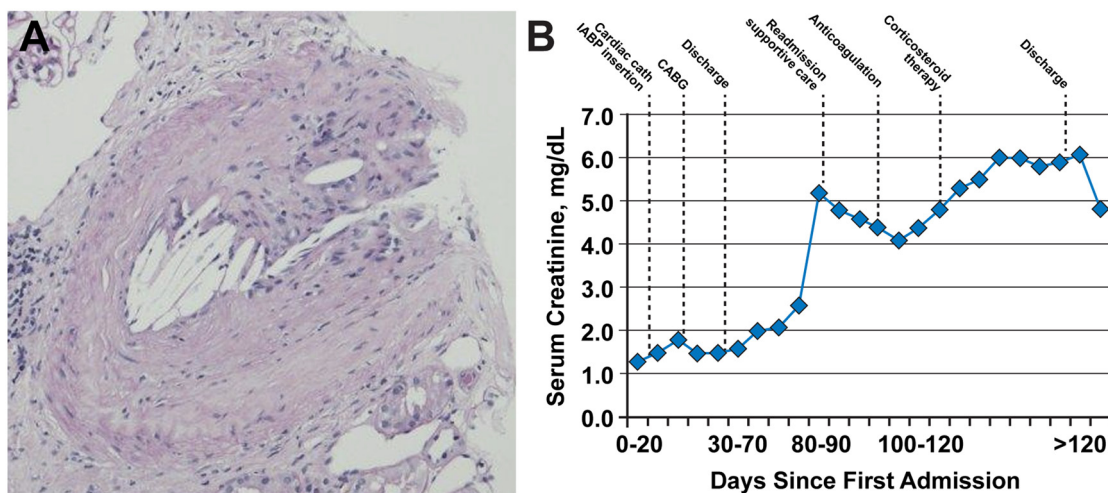 A
B
Cardiac cath
IABP Insertion
CABG
Discharge
Readmission
supportive care
Anticoagulation
Corticosteroid
therapy
Discharge
Serum Creatinine, mg/dL
7.0
6.0
5.0
4.0
3.0
2.0
1.0
0.0
0-20
30-70
80-90
100-120
>120
Days Since First Admission